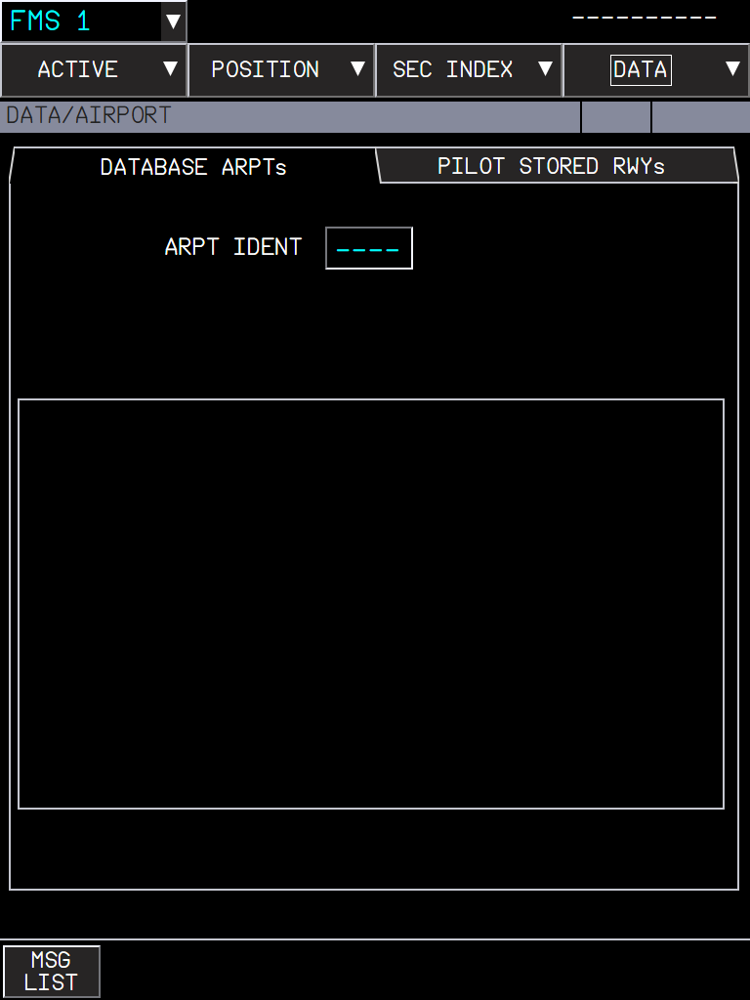 FMS 1 ▼ ----------
ACTIVE ▼ POSITION ▼ SEC INDEX ▼ DATA ▼
DATA/AIRPORT
DATABASE ARPTs PILOT STORED RWYs
ARPT IDENT ----
MSG
LIST